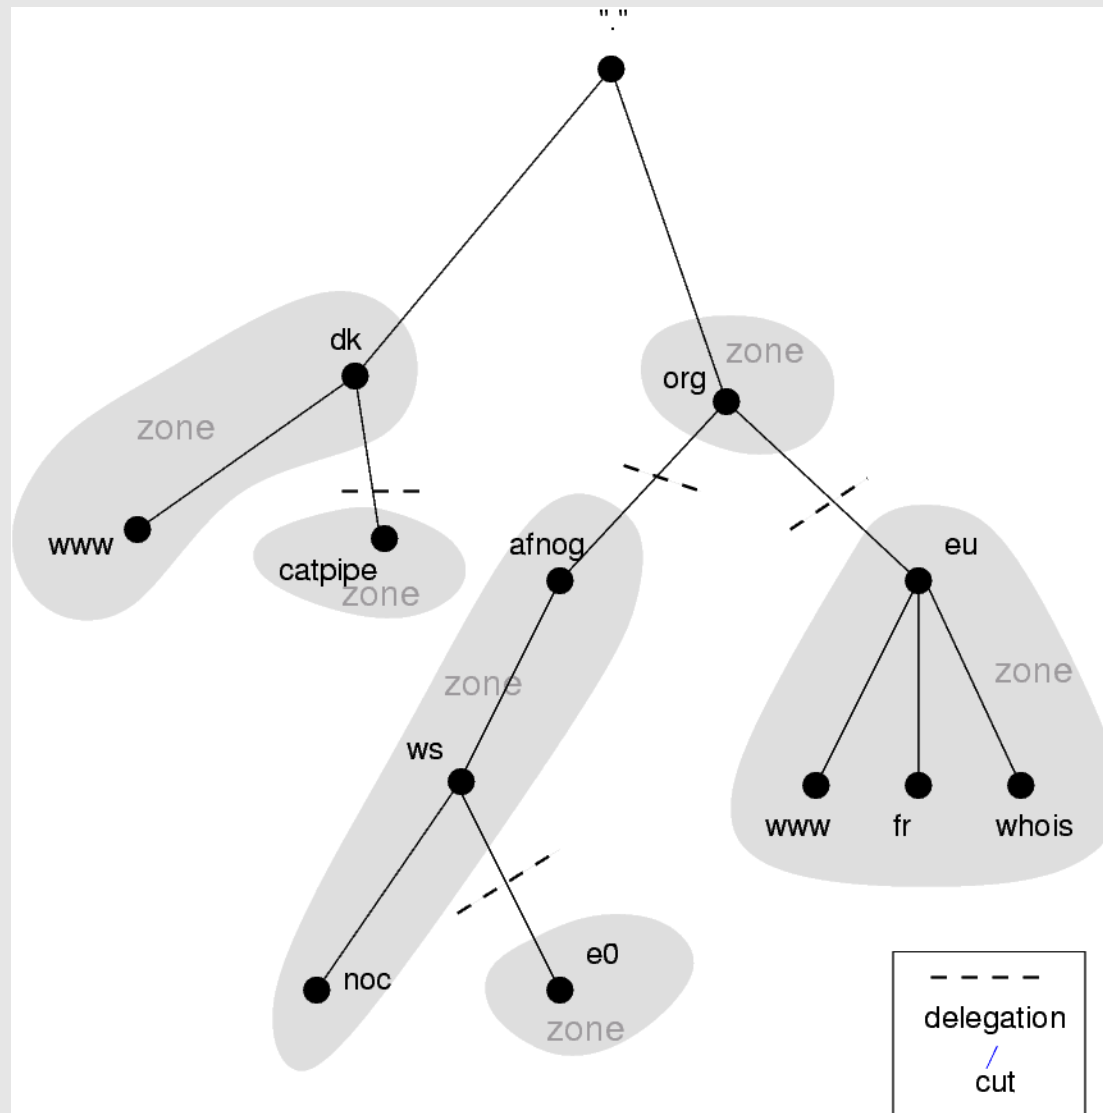 "."
dk
zone
org
zone
www
catpipe
zone
afnog
eu
zone
zone
ws
www
fr
whois
noc
e0
zone
delegation
/
cut